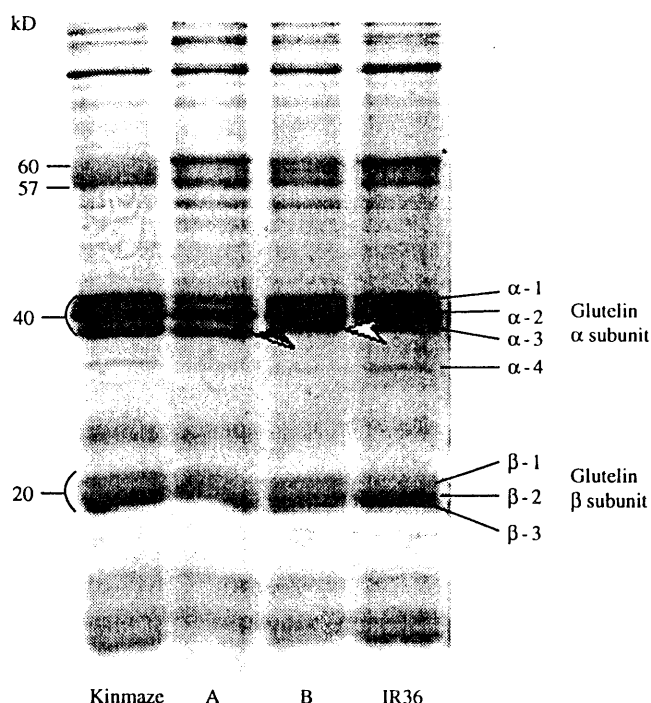 kD
60
57
40
20
α-1
α-2
α-3
α-4
Glutelin
α subunit
β-1
β-2
β-3
Glutelin
β subunit
Kinmaze A B IR36